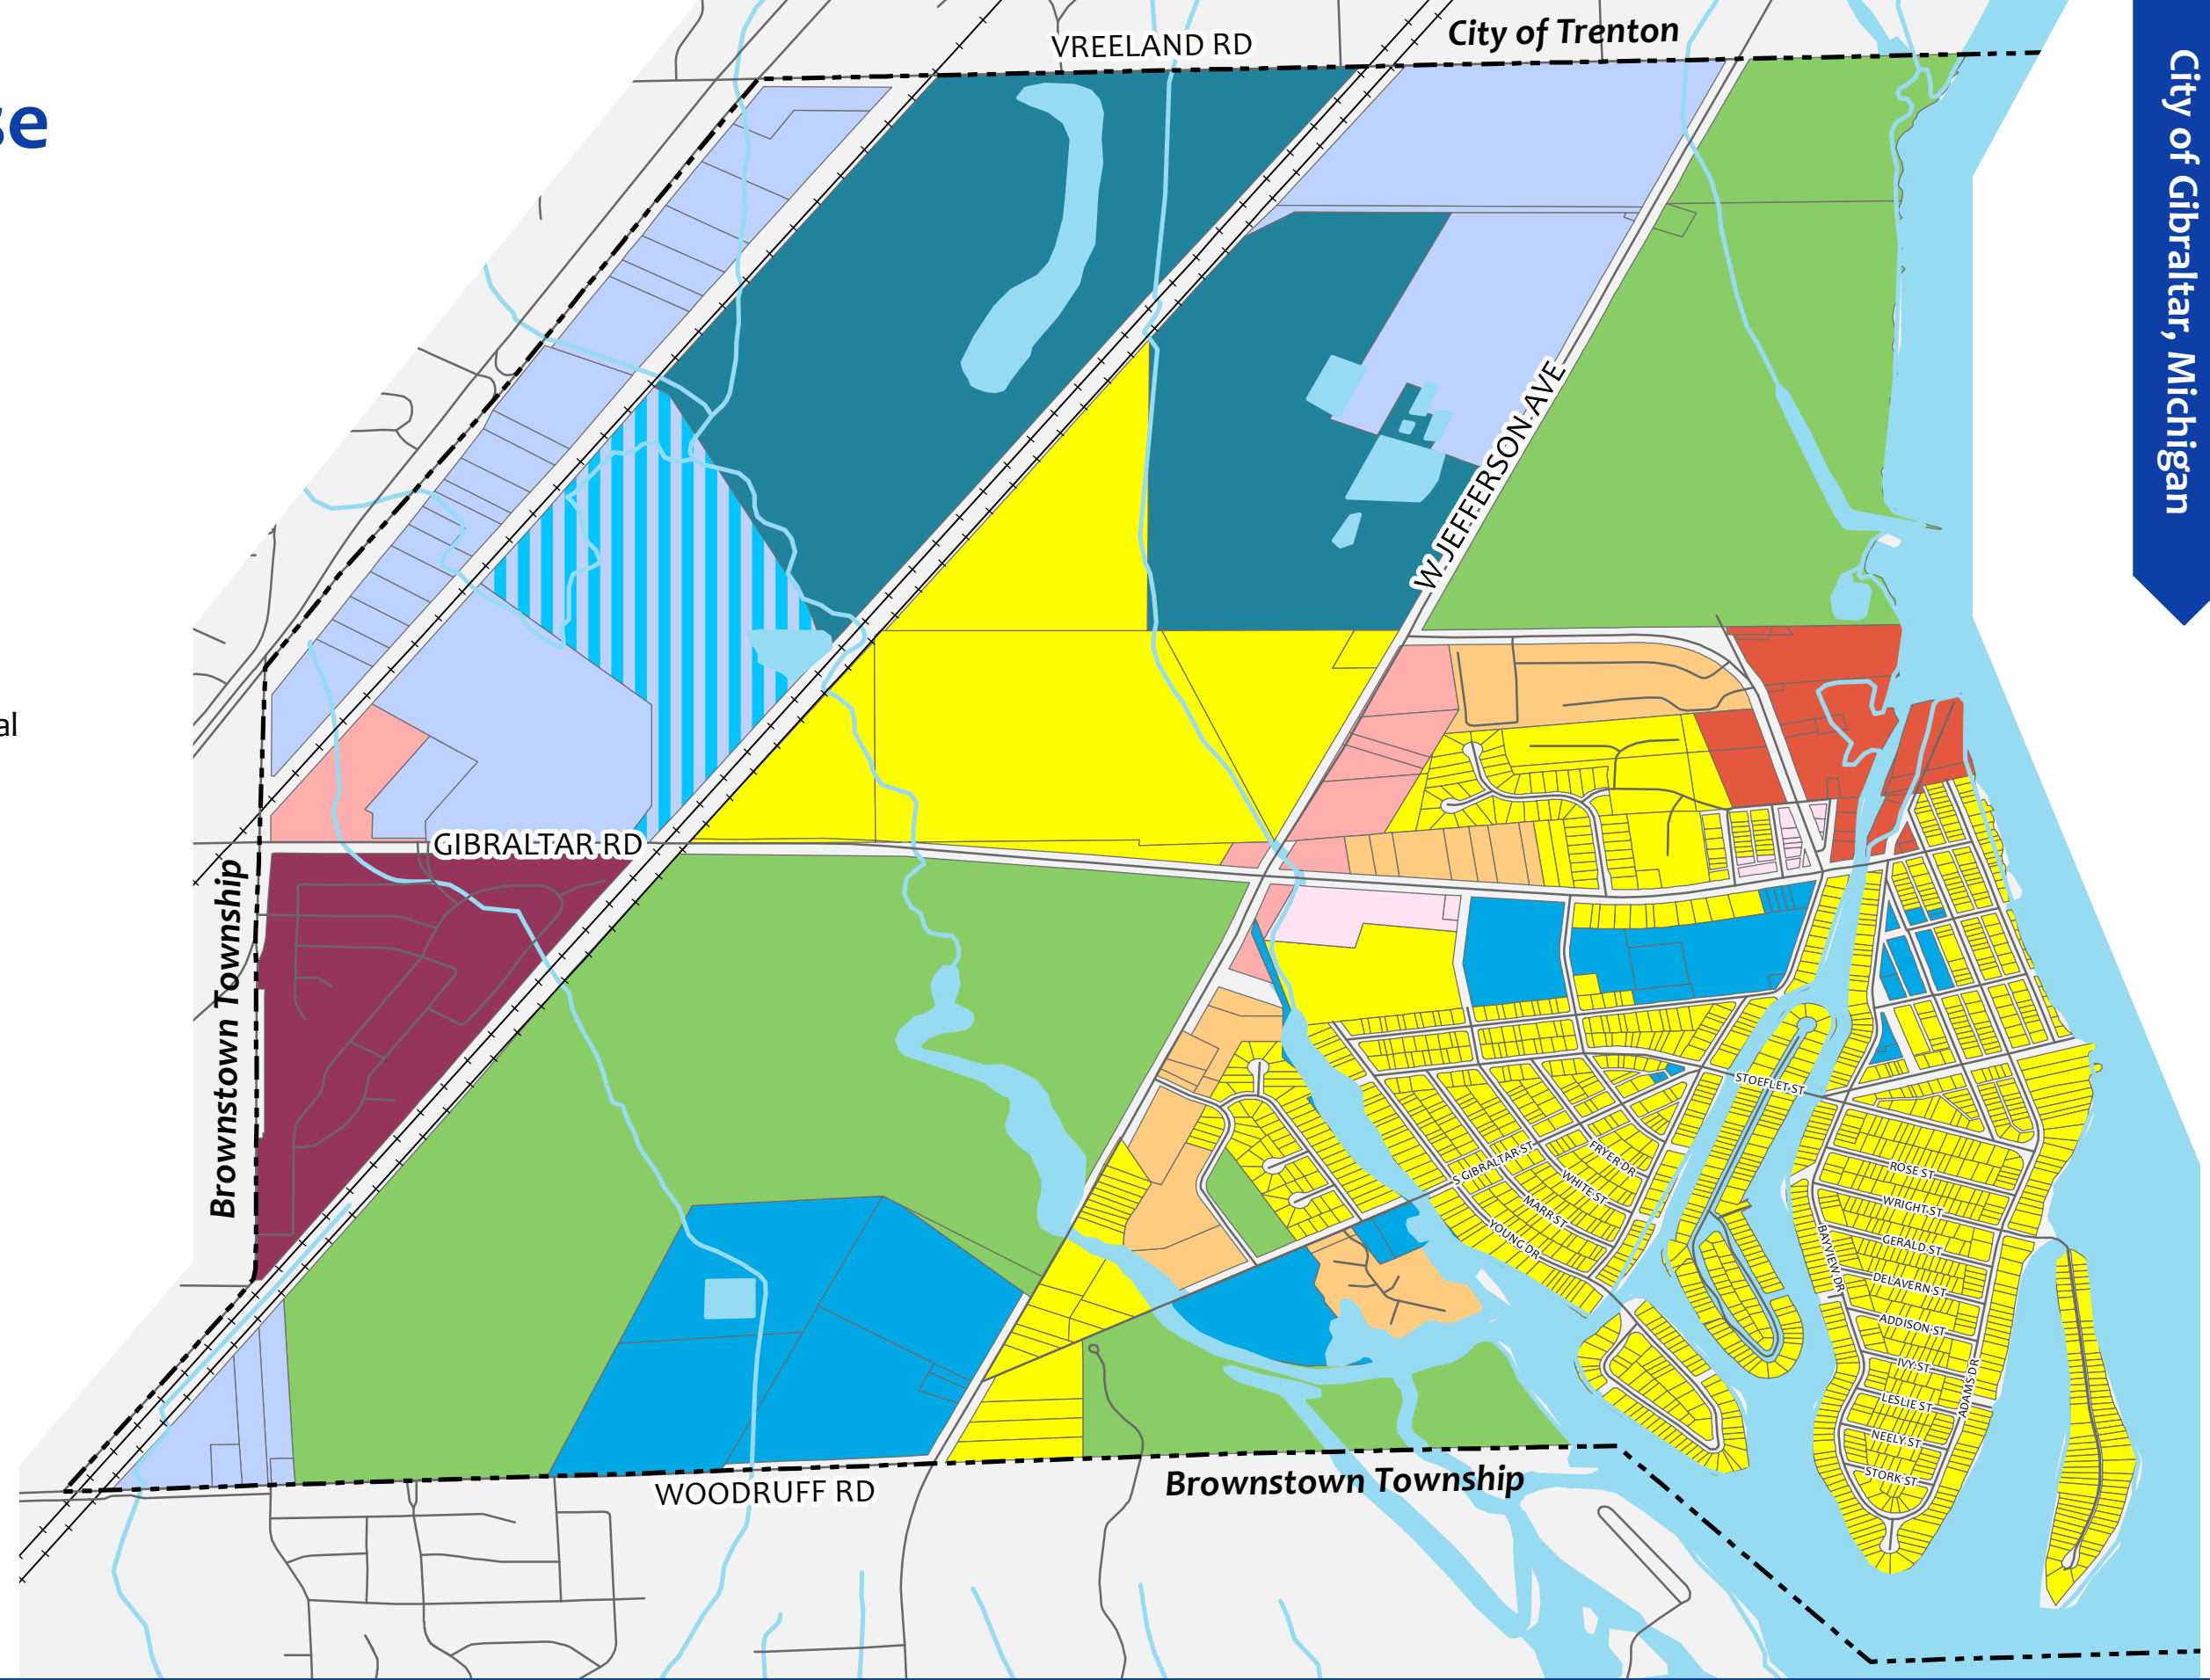 se
al
City of Gibraltar, Michiggan
VREELAND RD
City of Trenton
W JEFFERSON AVE
GIBRALTAR RD
Brownstown Township
STOEFLET ST
S GIBRALTAR ST
FRYER DR
WHITE ST
MARR ST
YOUNG DR
ROSE ST
WRIGHT ST
BAYVIEW DR
GERALD ST
DELAVERN ST
ADDISON ST
IVY ST
ADAMS DR
LESLIE ST
NEELY ST
STORK ST
WOODRUFF RD
Brownstown Township